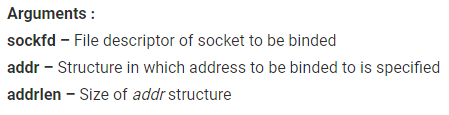 Arguments :
sockfd – File descriptor of socket to be binded
addr – Structure in which address to be binded to is specified
addrlen – Size of addr structure